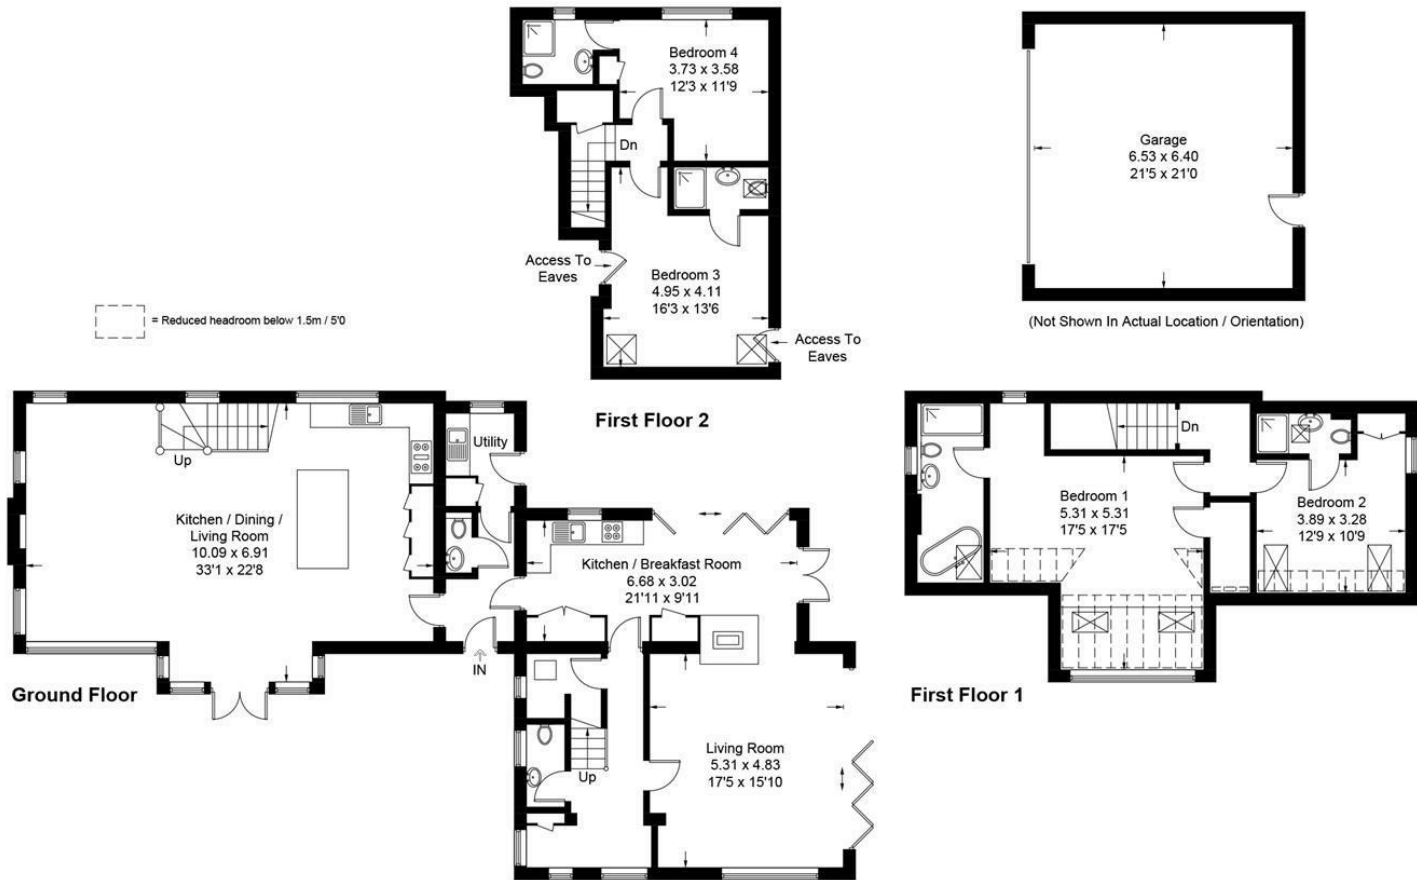 Bedroom 4
3.73 x 3.58
12'3 x 11'9
Dn
Garage
6.53 x 6.40
21'5 x 21'0
Access To
Eaves
Bedroom 3
4.95 x 4.11
16'3 x 13'6
Access To
Eaves
= Reduced headroom below 1.5m / 5'0
(Not Shown In Actual Location / Orientation)
First Floor 2
Up
Utility
Kitchen / Dining /
Living Room
10.09 x 6.91
33'1 x 22'8
Kitchen / Breakfast Room
6.68 x 3.02
21'11 x 9'11
IN
Ground Floor
Living Room
5.31 x 4.83
17'5 x 15'10
Up
Dn
Bedroom 1
5.31 x 5.31
17'5 x 17'5
Bedroom 2
3.89 x 3.28
12'9 x 10'9
First Floor 1